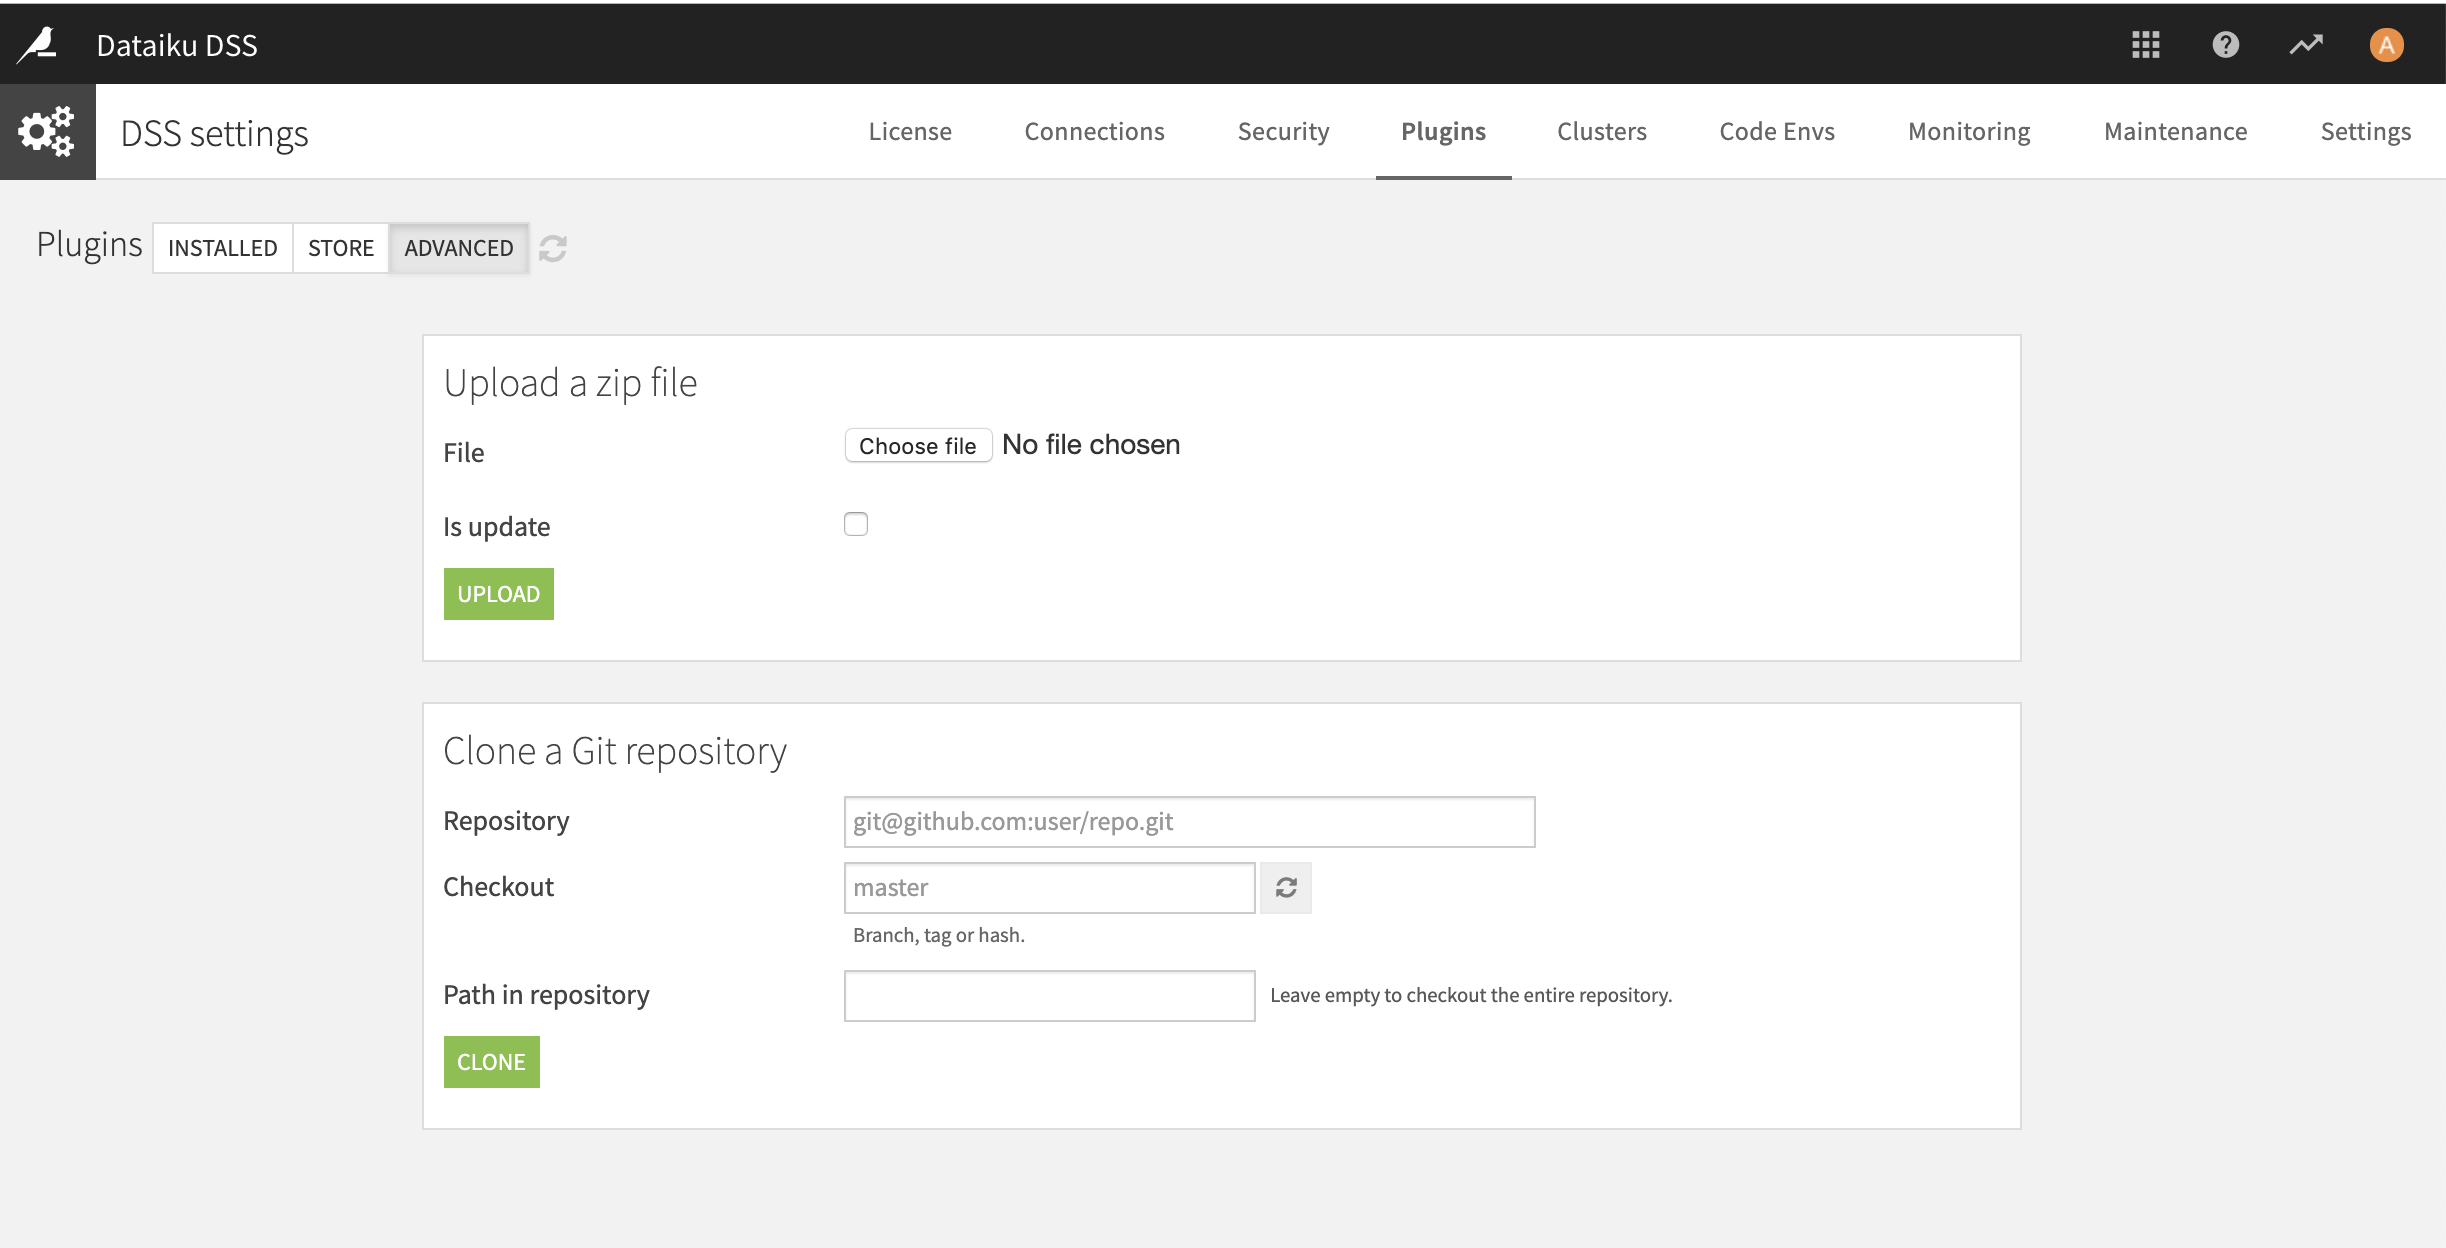 Dataiku DSS
A
DSS settings
License Connections Security Plugins Clusters Code Envs Monitoring Maintenance Settings
Plugins INSTALLED STORE ADVANCED
Upload a zip file
File Choose file No file chosen
Is update
UPLOAD
Clone a Git repository
Repository git@github.com:user/repo.git
Checkout master
Branch, tag or hash.
Path in repository Leave empty to checkout the entire repository.
CLONE